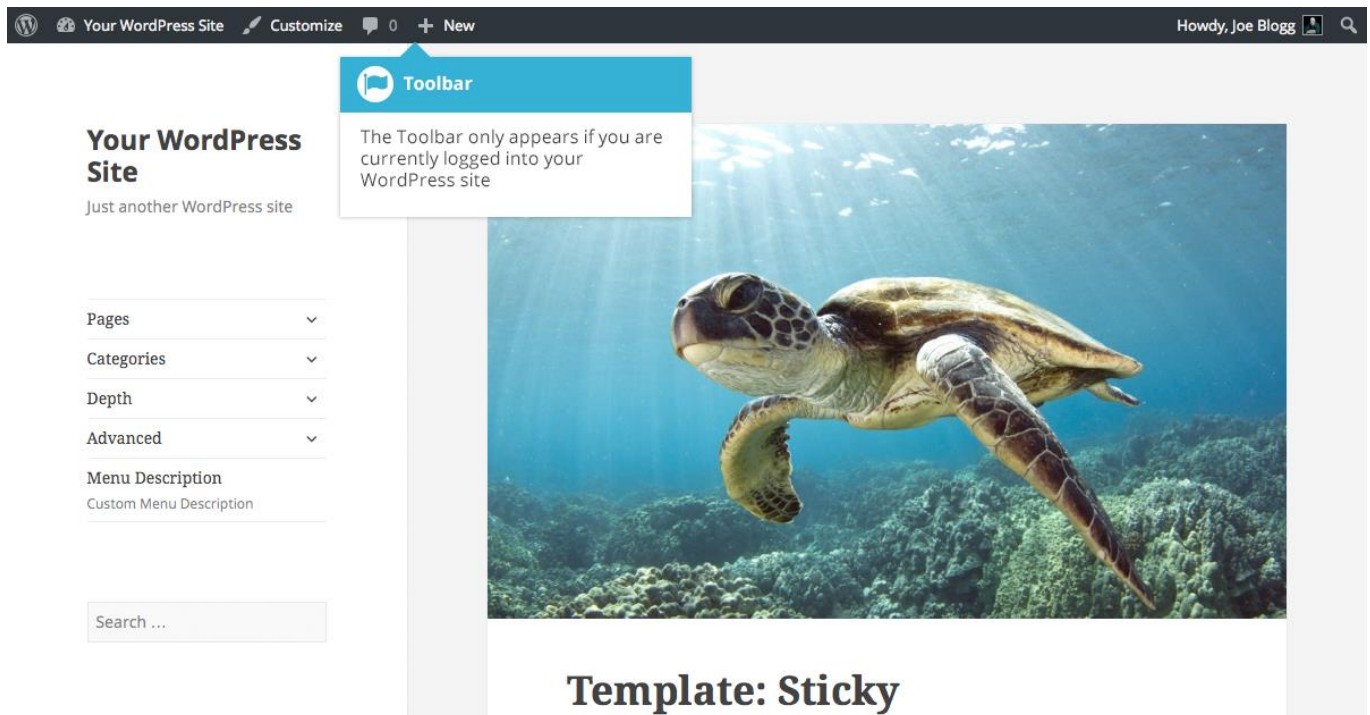 Your WordPress Site Customize 0 New Howdy, Joe Blogg
Toolbar
The Toolbar only appears if you are
currently logged into your
WordPress site
Your WordPress
Site
Just another WordPress site
Pages
Categories
Depth
Advanced
Menu Description
Custom Menu Description
Search ...
Template: Sticky